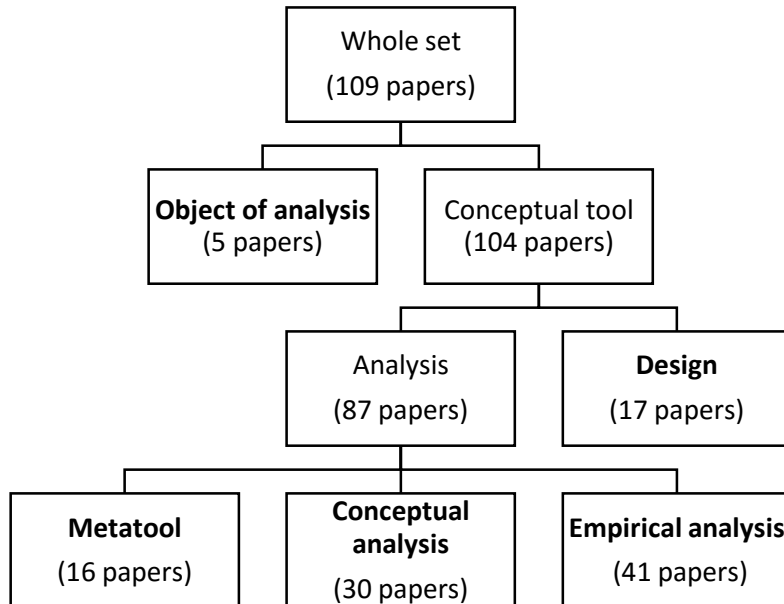 Whole set
(109 papers)
Object of analysis
(5 papers)
Conceptual tool
(104 papers)
Analysis
(87 papers)
Design
(17 papers)
Metatool
(16 papers)
Conceptual
analysis
(30 papers)
Empirical analysis
(41 papers)